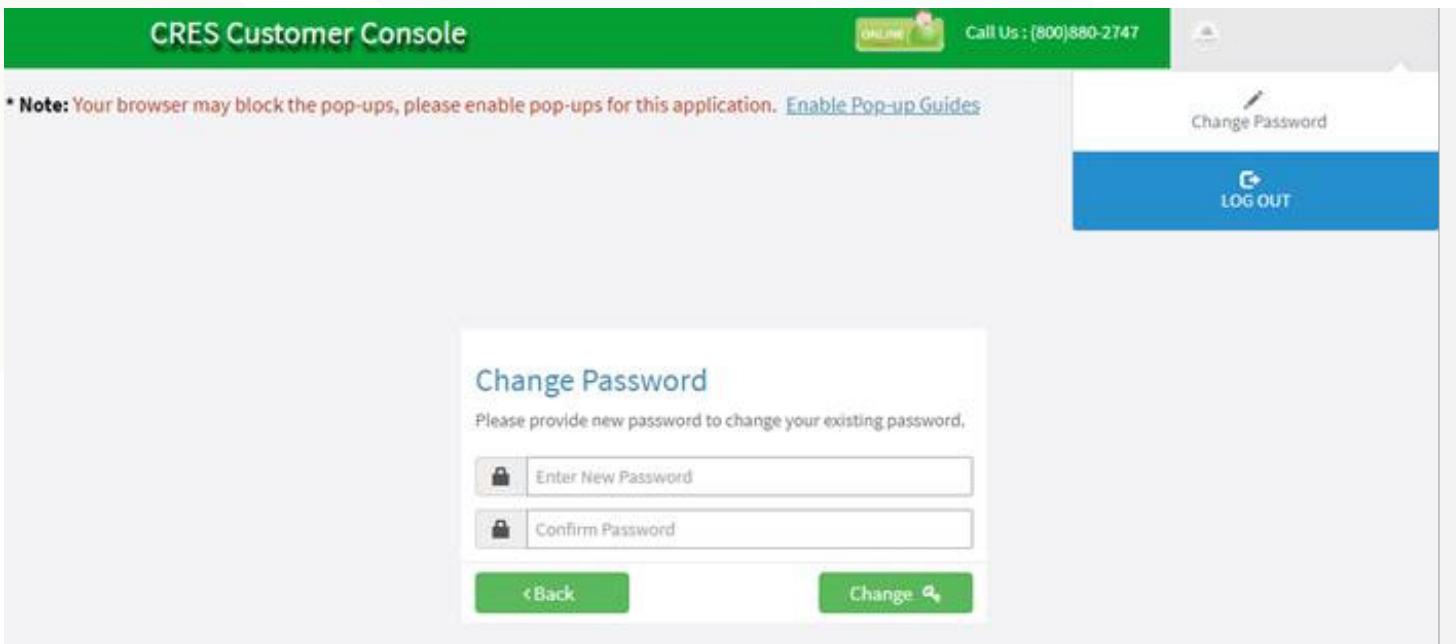 CRES Customer Console
ONLINE
Call Us : (800)880-2747
* Note: Your browser may block the pop-ups, please enable pop-ups for this application. Enable Pop-up Guides
Change Password
LOG OUT
Change Password
Please provide new password to change your existing password.
Enter New Password
Confirm Password
<Back
Change